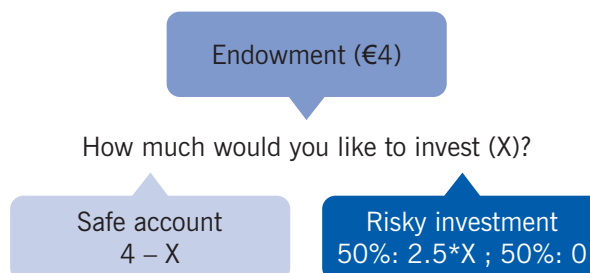 Endowment (€4)
How much would you like to invest (X)?
Safe account
4 – X
Risky investment
50%: 2.5*X ; 50%: 0